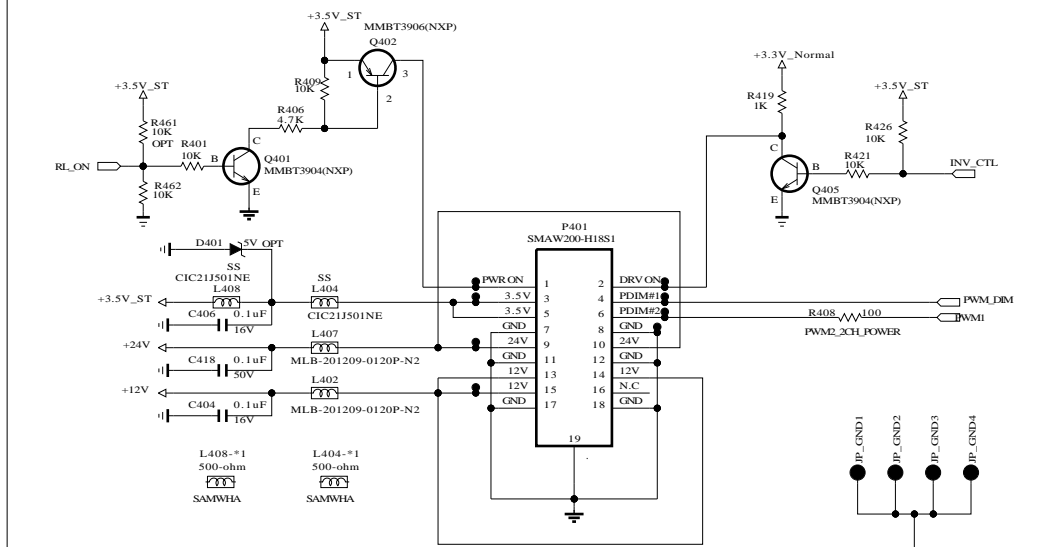 +3.5V_ST
MMBT3906(NXP)
Q402
1
3
2
R409
10K
R406
4.7K
+3.5V_ST
R461
10K
OPT
R401
10K
RL_ON
R462
10K
B
C
E
Q401
MMBT3904(NXP)
+3.3V_Normal
R419
1K
+3.5V_ST
R426
10K
R421
10K
INV_CTL
C
B
E
Q405
MMBT3904(NXP)
P401
SMAW200-H18S1
D401
5V
OPT
SS
CIC21J501NE
L408
SS
L404
CIC21J501NE
+3.5V_ST
C406
0.1uF
16V
L407
+24V
MLB-201209-0120P-N2
C418
0.1uF
50V
L402
+12V
MLB-201209-0120P-N2
C404
0.1uF
16V
PWR ON
1
2
DRV ON
3.5V
3
4
PDIM#1
3.5V
5
6
PDIM#2
GND
7
8
GND
24V
9
10
24V
GND
11
12
GND
12V
13
14
12V
12V
15
16
N.C
GND
17
18
GND
19
PWM_DIM
R408
100
PWM1
PWM2_2CH_POWER
L408-*1
500-ohm
SAMWHA
L404-*1
500-ohm
SAMWHA
JP_GND1
JP_GND2
JP_GND3
JP_GND4